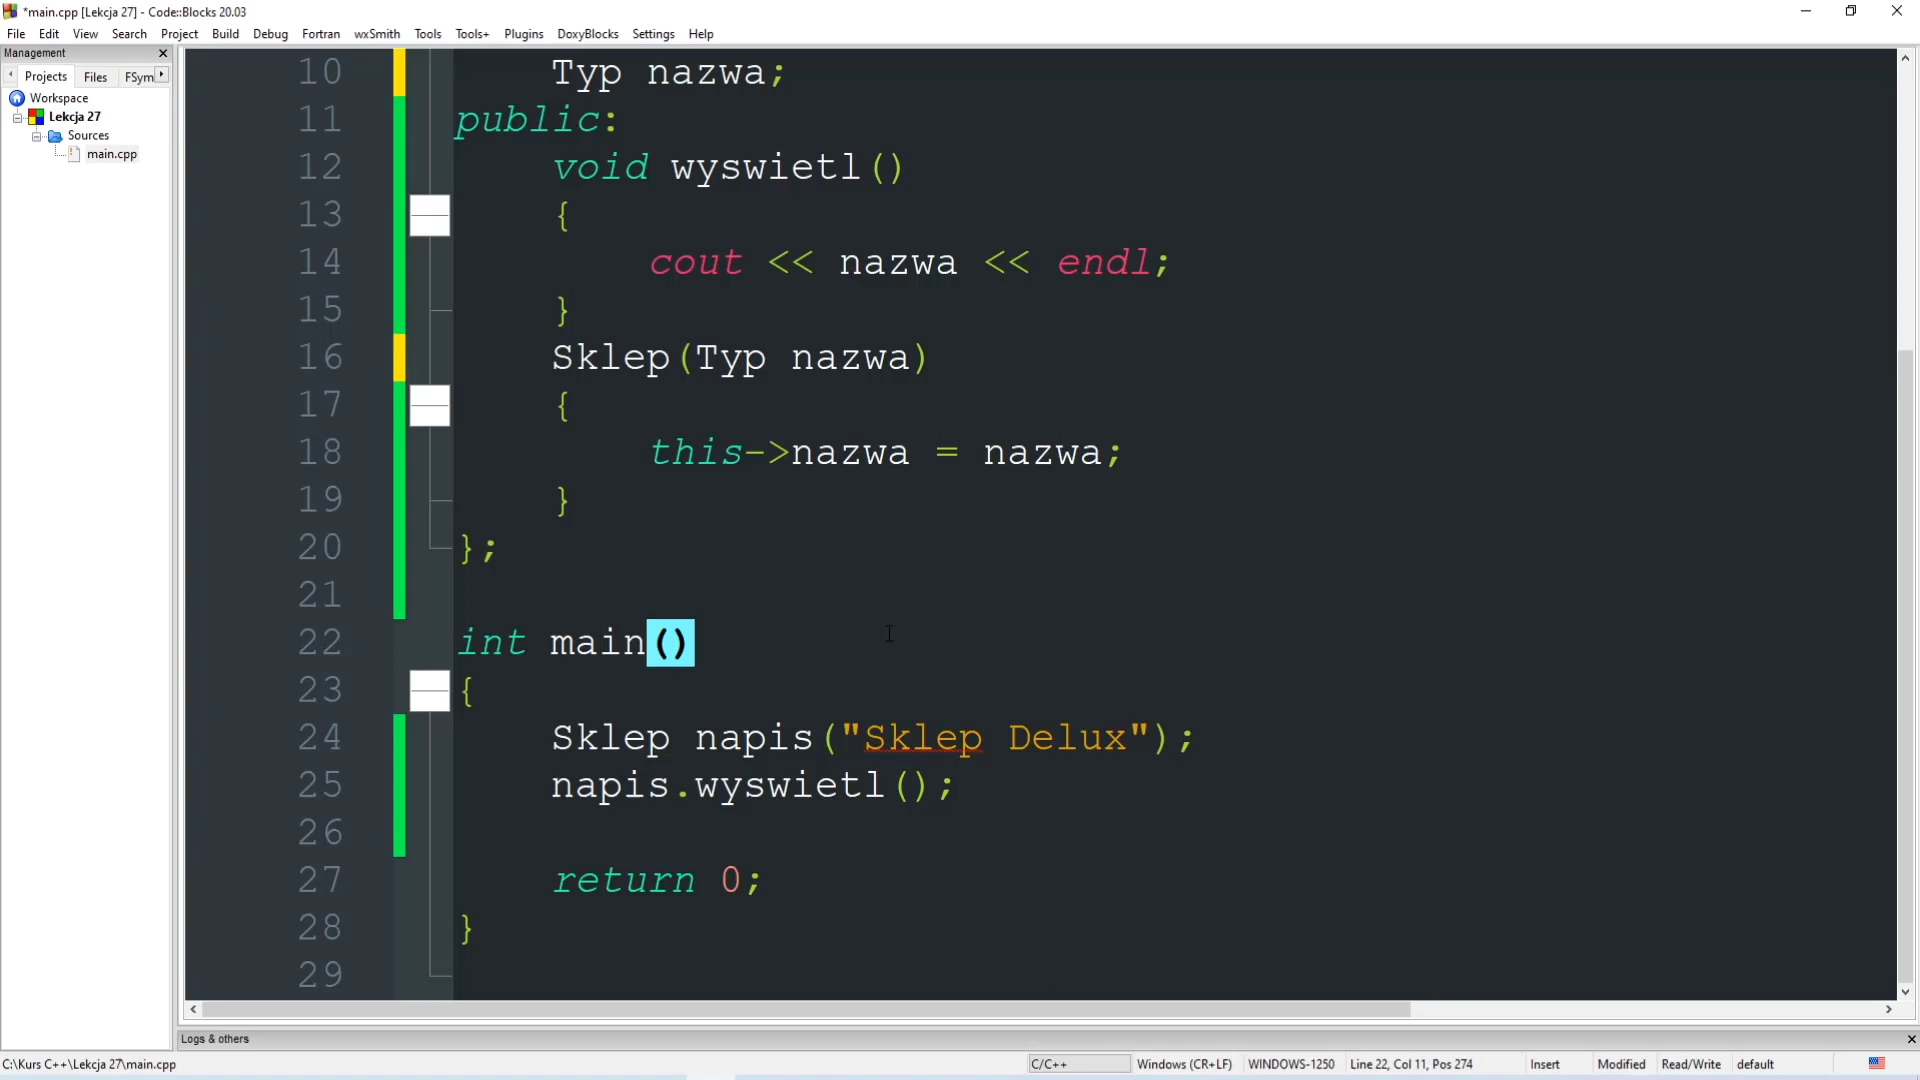 *main.cpp [Lekcja 27] - Code::Blocks 20.03
File Edit View Search Project Build Debug Fortran wxSmith Tools Tools+ Plugins DoxyBlocks Settings Help
Management
Projects Files FSym
Workspace
Lekcja 27
Sources
main.cpp
10 Typ nazwa;
11 public:
12 void wyswietl()
13 {
14 cout << nazwa << endl;
15 }
16 Sklep(Typ nazwa)
17 {
18 this->nazwa = nazwa;
19 }
20 };
21
22 int main()
23 {
24 Sklep napis("Sklep Delux");
25 napis.wyswietl();
26
27 return 0;
28 }
29
Logs & others
C:\Kurs C++\Lekcja 27\main.cpp C/C++ Windows (CR+LF) WINDOWS-1250 Line 22, Col 11, Pos 274 Insert Modified Read/Write default